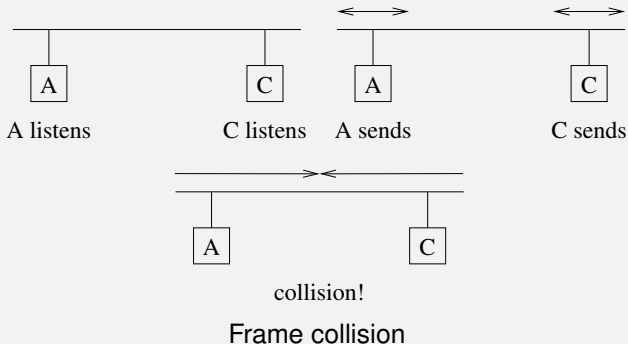 A C A C
A listens C listens A sends C sends
A C
collision!
Frame collision